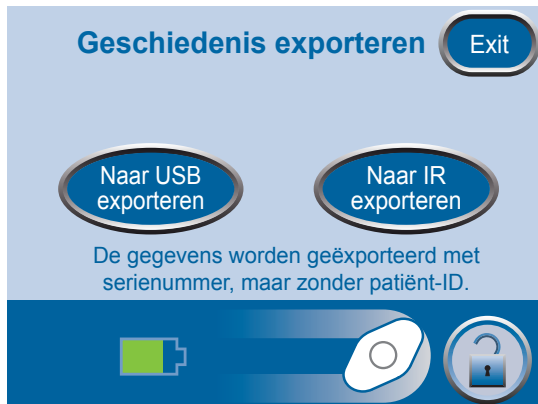 Geschiedenis exporteren
Exit
Naar USB
exporteren
Naar IR
exporteren
De gegevens worden geëxporteerd met
serienummer, maar zonder patiënt-ID.